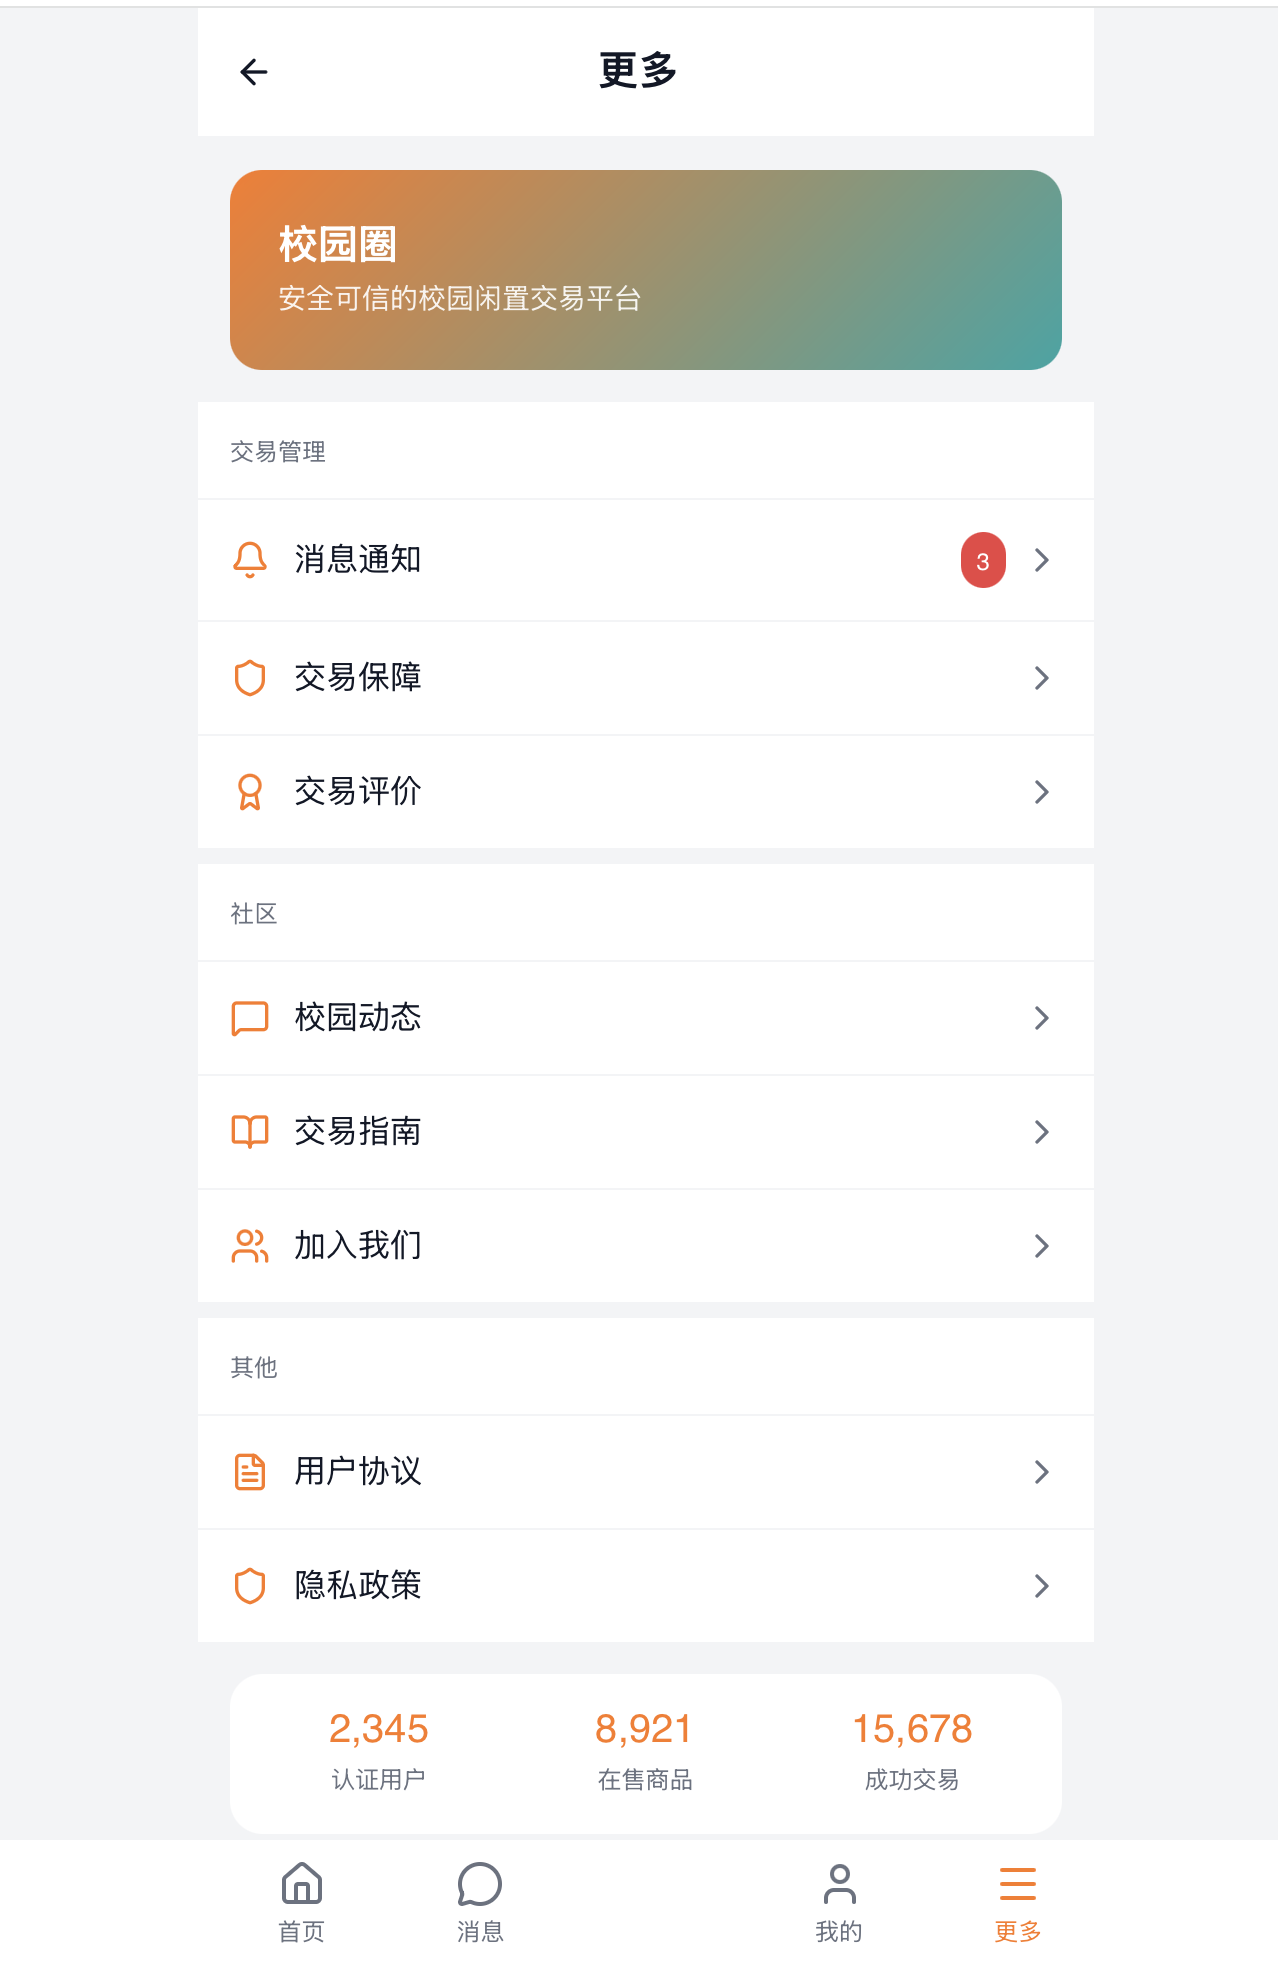 更多
校园圈
安全可信的校园闲置交易平台
交易管理
消息通知 3
交易保障
交易评价
社区
校园动态
交易指南
加入我们
其他
用户协议
隐私政策
2,345 8,921 15,678
认证用户 在售商品 成功交易
首页 消息 我的 更多